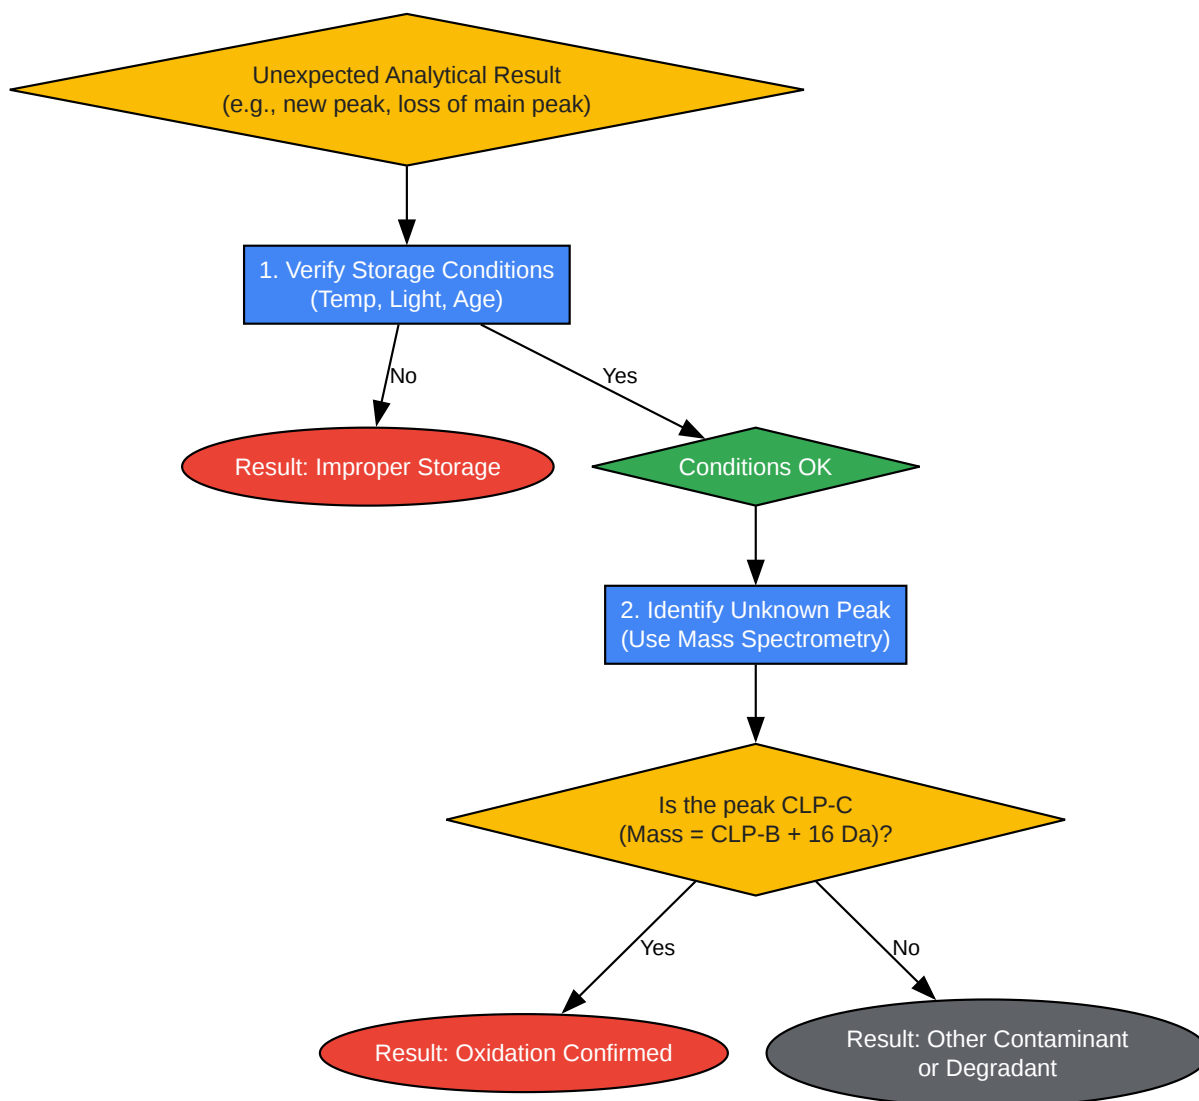 Unexpected Analytical Result
(e.g., new peak, loss of main peak)
1. Verify Storage Conditions
(Temp, Light, Age)
No
Yes
Result: Improper Storage
Conditions OK
2. Identify Unknown Peak
(Use Mass Spectrometry)
Is the peak CLP-C
(Mass = CLP-B + 16 Da)?
Yes
No
Result: Oxidation Confirmed
Result: Other Contaminant
or Degradant